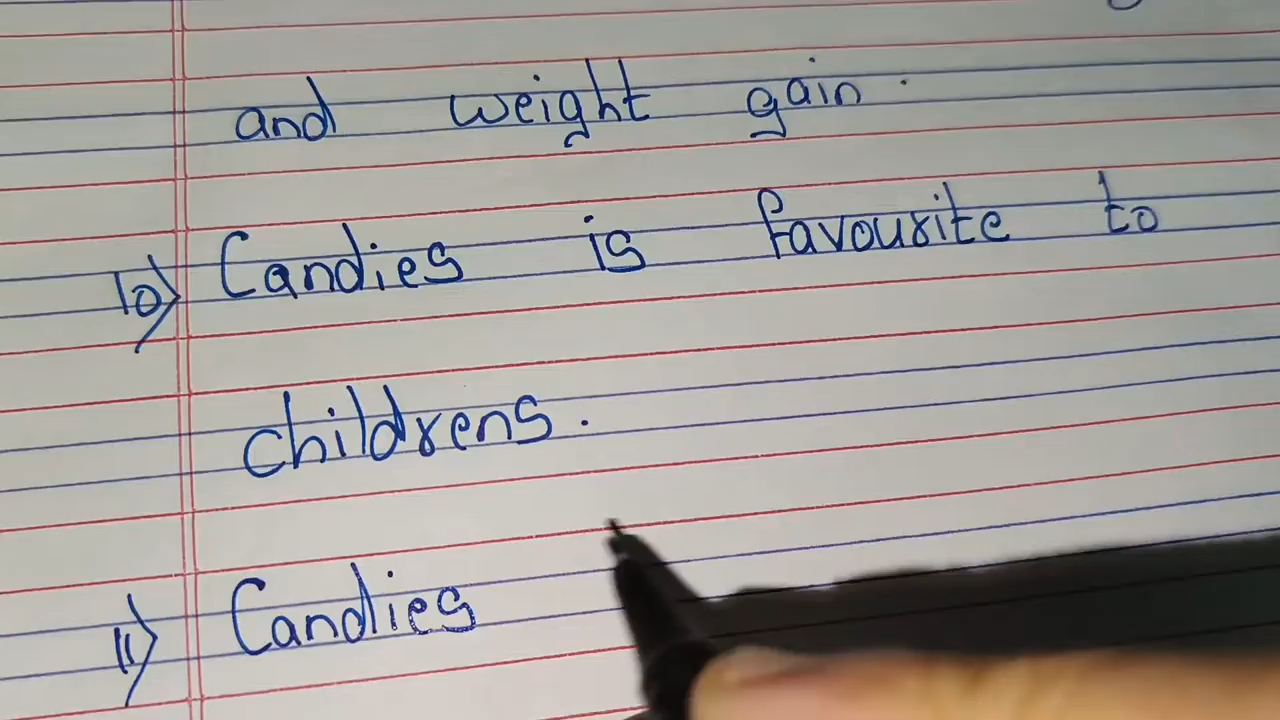 and weight gain.
10) Candies is favourite to
childrens.
11) Candies